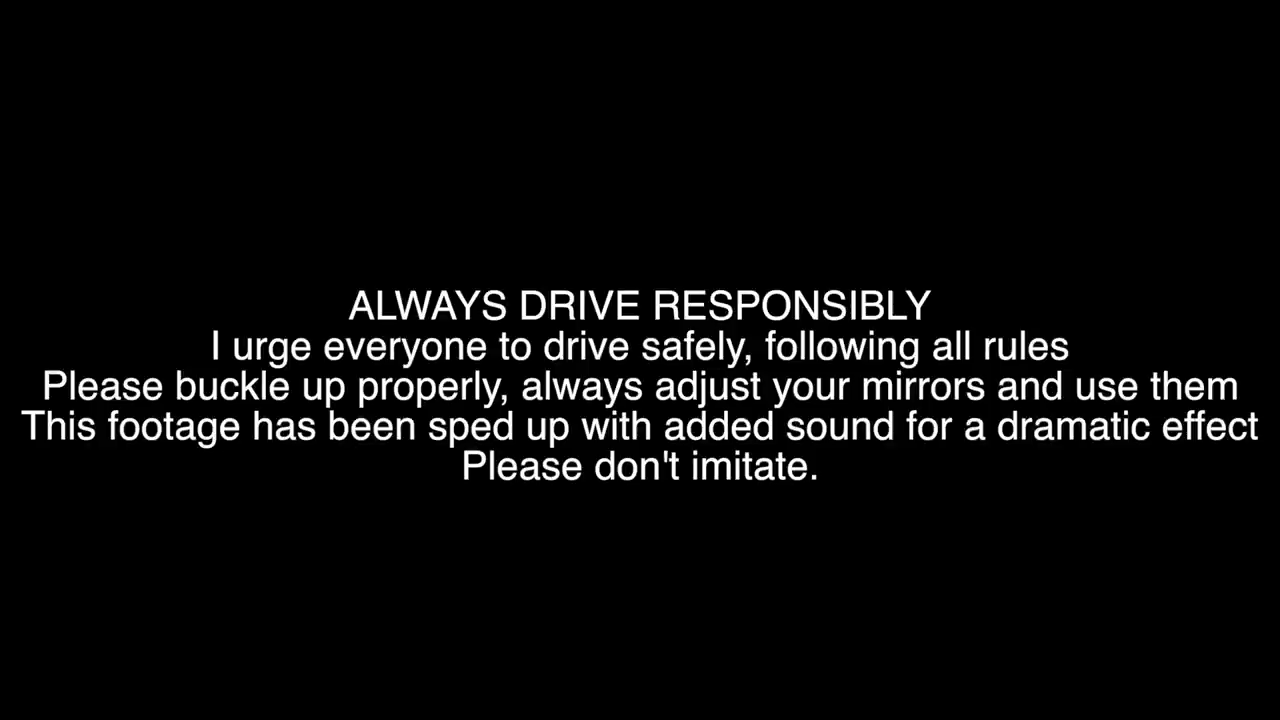 ALWAYS DRIVE RESPONSIBLY
I urge everyone to drive safely, following all rules
Please buckle up properly, always adjust your mirrors and use them
This footage has been sped up with added sound for a dramatic effect
Please don't imitate.